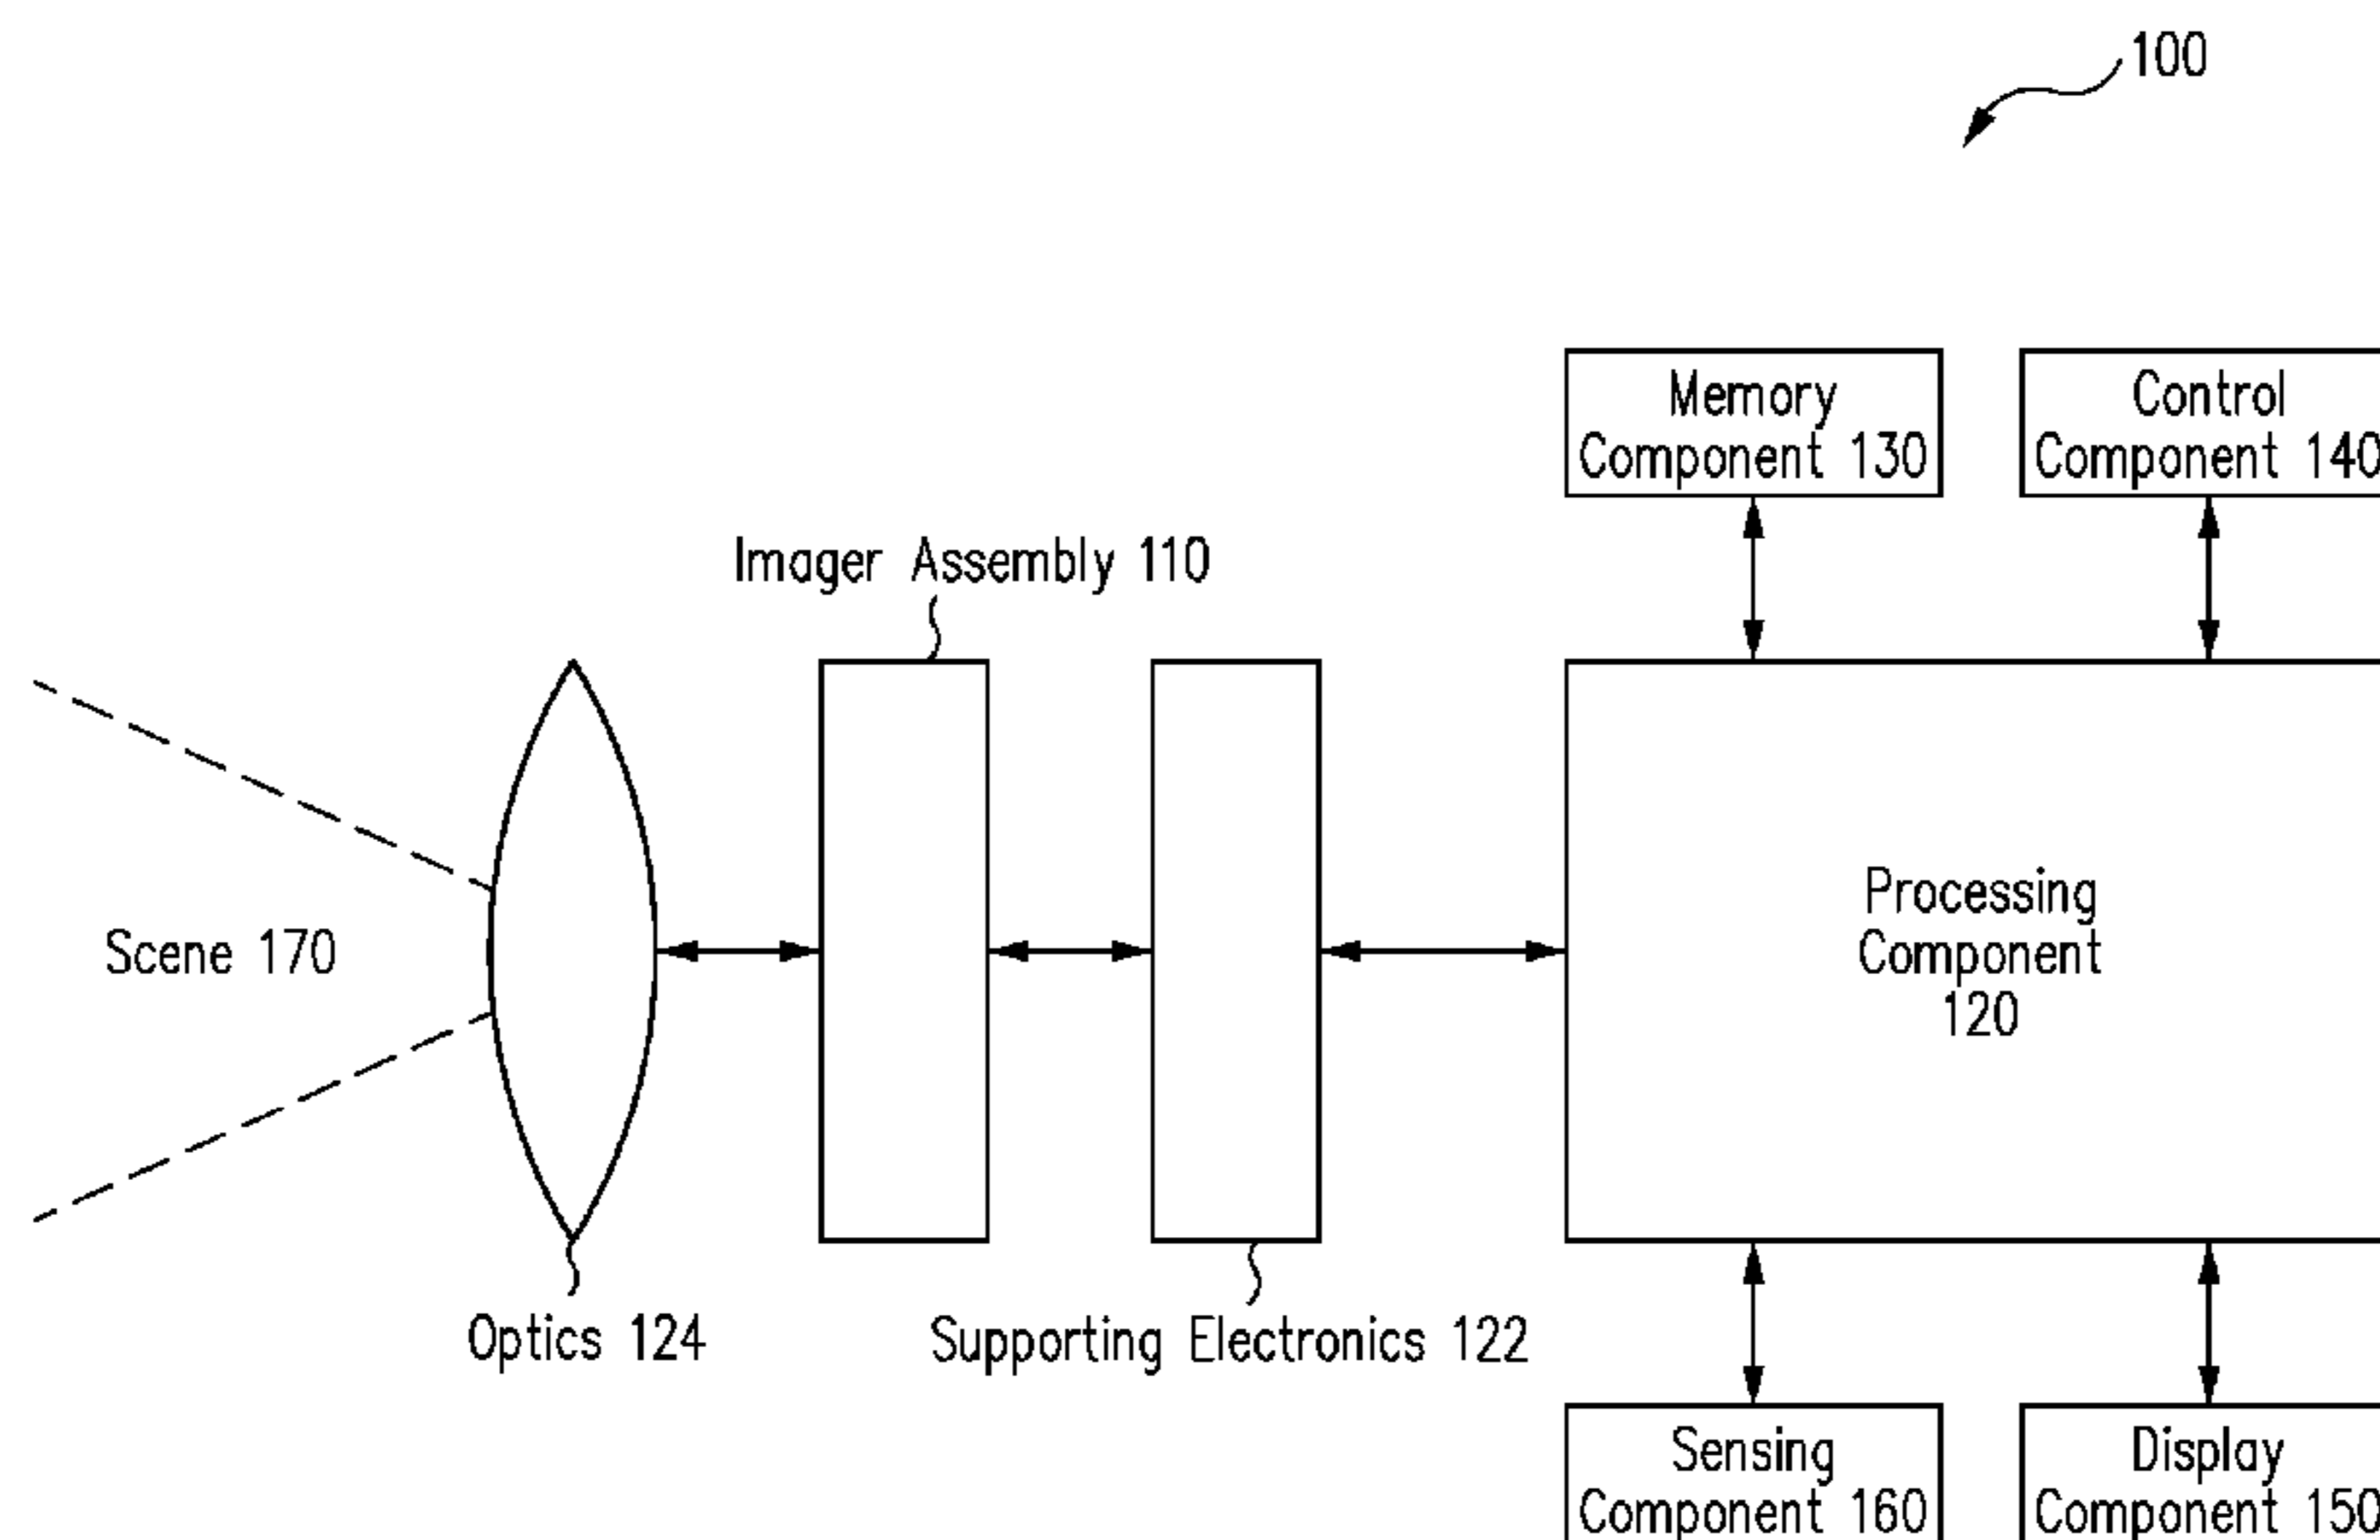 100
Memory
Component 130
Control
Component 140
Imager Assembly 110
Processing
Component
120
Scene 170
Optics 124
Supporting Electronics 122
Sensing
Component 160
Display
Component 150